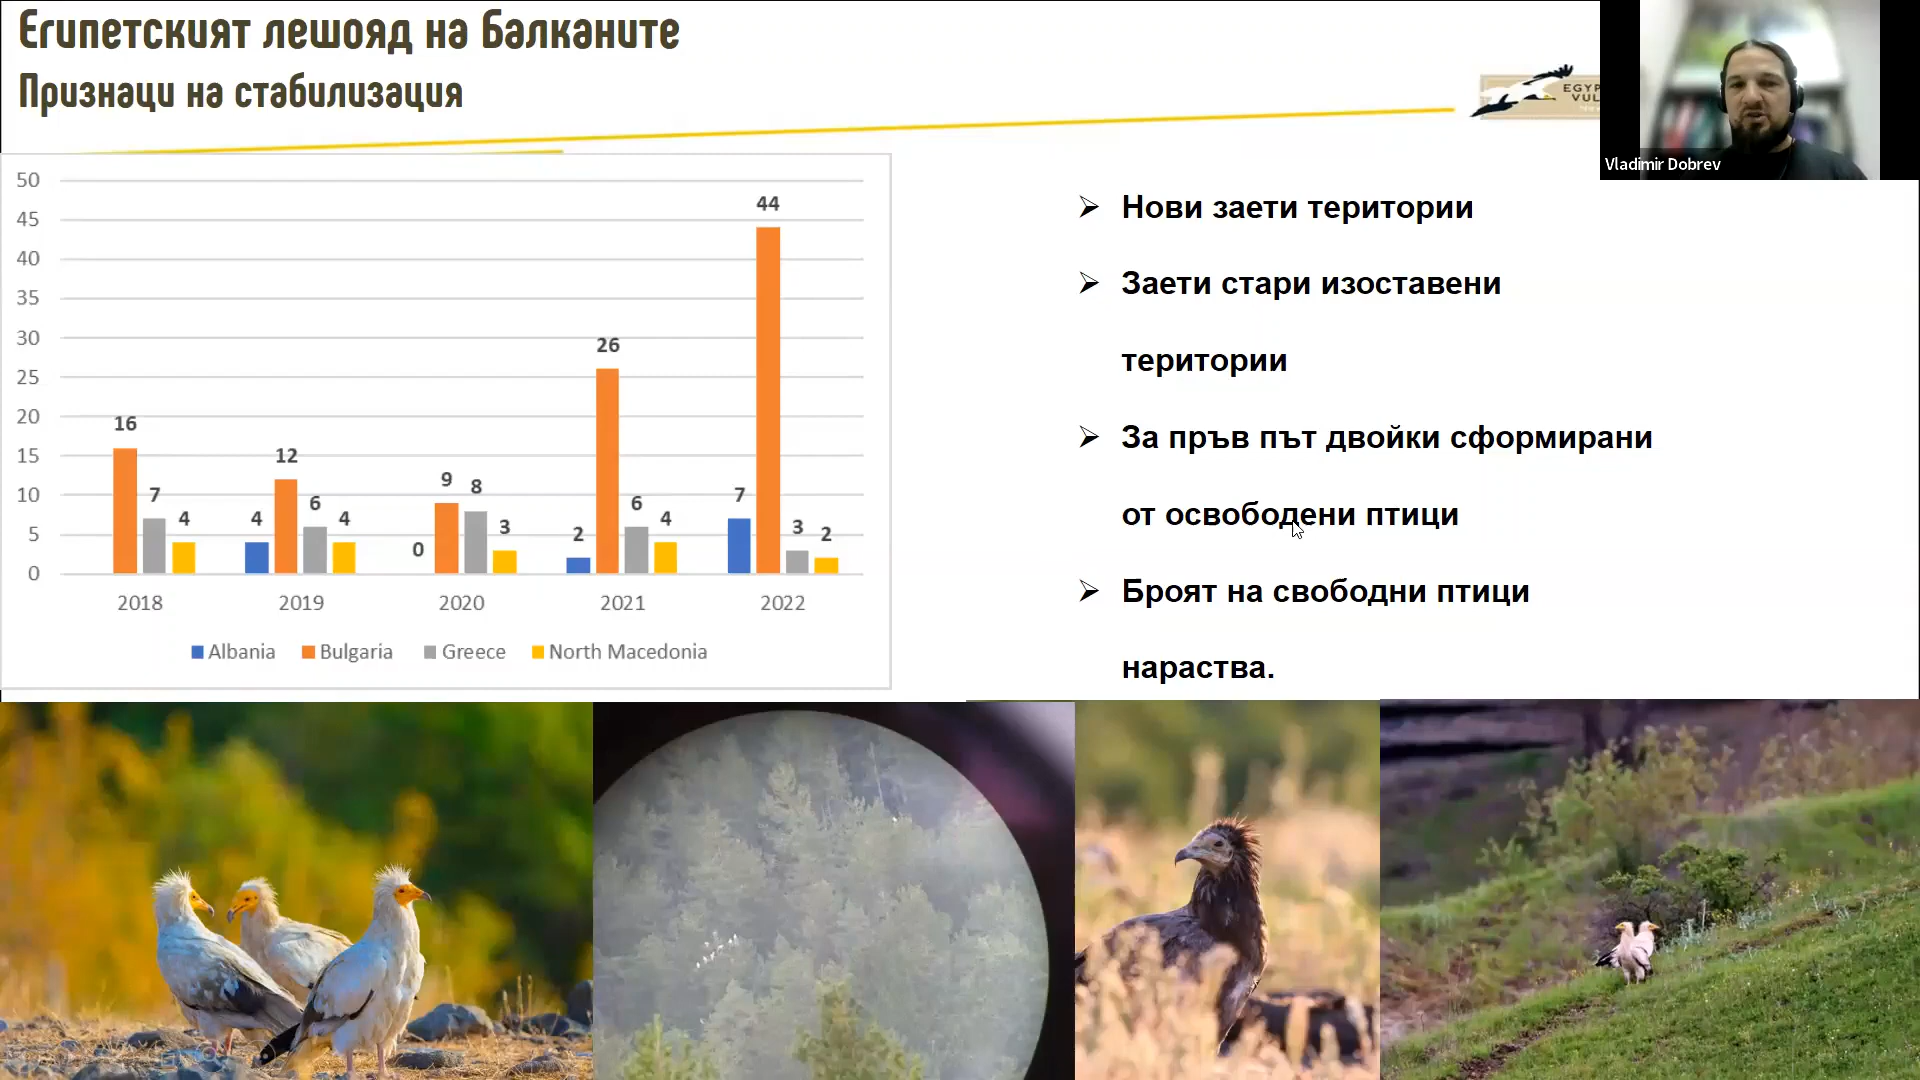 Египетският лешояд на Балканите
Признаци на стабилизация
Vladimir Dobrev
50
45
40
35
30
25
20
15
10
5
0
16
7
4
4
12
6
4
0
9
8
3
2
26
6
4
7
44
3
2
2018 2019 2020 2021 2022
Albania Bulgaria Greece North Macedonia
Нови заети територии
Заети стари изоставени
територии
За пръв път двойки сформирани
от освободени птици
Броят на свободни птици
нараства.